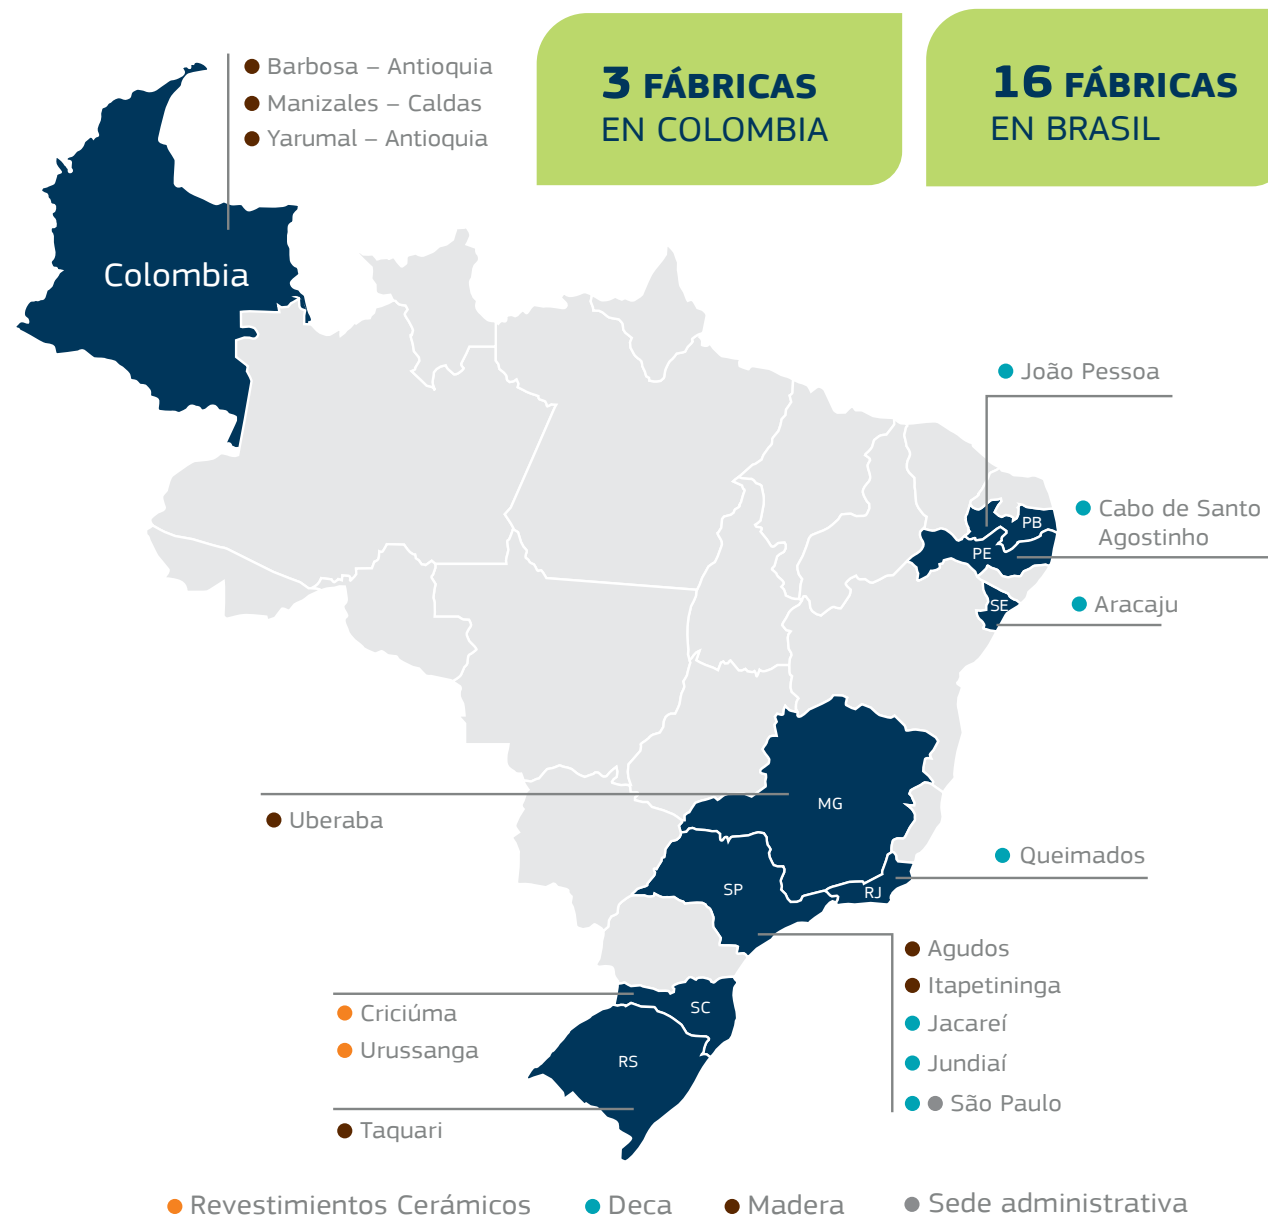 Barbosa – Antioquia
Manizales – Caldas
Yarumal – Antioquia
3 FÁBRICAS
EN COLOMBIA
16 FÁBRICAS
EN BRASIL
Colombia
João Pessoa
Cabo de Santo
Agostinho
PB
PE
SE
Aracaju
MG
Uberaba
Queimados
SP
RJ
Agudos
Itapetininga
Jacareí
Jundiaí
São Paulo
Criciúma
Urussanga
SC
RS
Taquari
Revestimientos Cerámicos
Deca
Madera
Sede administrativa